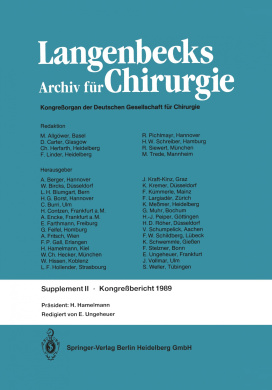 Langenbecks
Archiv für
Chirurgie
Kongreßorgan der Deutschen Gesellschaft für Chirurgie
Redaktion
M. Allgöwer, Basel
D. Carter, Glasgow
Ch. Herfarth, Heidelberg
F. Linder, Heidelberg
R. Pichlmayr, Hannover
H. W. Schreiber, Hamburg
R. Siewert, München
M. Trede, Mannheim
Herausgeber
A. Berger, Hannover
W. Bircks, Düsseldorf
L. H. Blumgart, Bern
H. G. Borst, Hannover
C. Burri, Ulm
H. Contzen, Frankfurt a. M.
A. Encke, Frankfurt a. M.
E. Farthmann, Freiburg
G. Feifel, Homburg
A. Fritsch, Wien
F. P. Gall, Erlangen
H. Hamelmann, Kiel
W. Ch. Hecker, München
W. Hessen, Koblenz
L. F. Hollender, Strasbourg
J. Kraft-Kinz, Graz
K. Kremer, Düsseldorf
F. Kümmerle, Mainz
F. Largiadèr, Zürich
K. Meßmer, Heidelberg
G. Muhr, Bochum
H.-J. Peiper, Göttingen
H. D. Röher, Düsseldorf
V. Schumpelick, Aachen
F. W. Schildberg, Lübeck
K. Schwemmle, Gießen
F. Stelzner, Bonn
E. Ungeheuer, Frankfurt
J. Vollmar, Ulm
S. Weller, Tübingen
Supplement II · Kongreßbericht 1989
Präsident: H. Hamelmann
Redigiert von E. Ungeheuer
Springer-Verlag Berlin Heidelberg GmbH